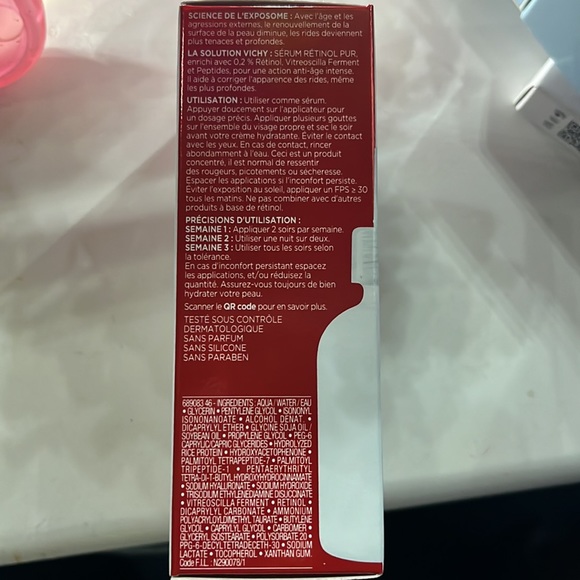 SCIENCE DE L'EXPOSOME : Avec l'âge et les
agressions externes, le renouvellement de la
surface de la peau diminue, les rides deviennent
plus tenaces et profondes.
LA SOLUTION VICHY : SÉRUM RÉTINOL PUR,
enrichi avec 0,2 % Rétinol, Vitreoscilla Ferment
et Peptides, pour une action anti-âge intense.
Il aide à corriger l'apparence des rides, même
les plus profondes.
UTILISATION : Utiliser comme sérum.
Appuyer doucement sur l'applicateur pour
un dosage précis. Appliquer plusieurs gouttes
sur l'ensemble du visage propre et sec le soir
avant votre crème hydratante. Éviter le contact
avec les yeux. En cas de contact, rincer
abondamment à l'eau. Ceci est un produit
concentré, il est normal de ressentir
des rougeurs, picotements ou sécheresse.
Espacer les applications si l'inconfort persiste.
Éviter l'exposition au soleil, appliquer un FPS ≥ 30
tous les matins. Ne pas combiner avec d'autres
produits à base de rétinol.
PRÉCISIONS D'UTILISATION :
SEMAINE 1 : Appliquer 2 soirs par semaine.
SEMAINE 2 : Utiliser une nuit sur deux.
SEMAINE 3 : Utiliser tous les soirs selon
la tolérance.
En cas d'inconfort persistant espacez
les applications, et/ou réduisez la
quantité. Assurez-vous toujours de bien
hydrater votre peau.
Scanner le QR code pour en savoir plus.
TESTÉ SOUS CONTRÔLE
DERMATOLOGIQUE
SANS PARFUM
SANS SILICONE
SANS PARABEN
689083 46 - INGREDIENTS : AQUA / WATER / EAU
• GLYCERIN • PENTYLENE GLYCOL • ISONONYL
ISONONANOATE • ALCOHOL DENAT. •
DICAPRYLYL ETHER • GLYCINE SOJA OIL /
SOYBEAN OIL • PROPYLENE GLYCOL • PEG-6
CAPRYLIC/CAPRIC GLYCERIDES • HYDROLYZED
RICE PROTEIN • HYDROXYACETOPHENONE •
PALMITOYL TETRAPEPTIDE-7 • PALMITOYL
TRIPEPTIDE-1 • PENTAERYTHRITYL
TETRA-DI-T-BUTYL HYDROXYHYDROCINNAMATE
• SODIUM HYALURONATE • SODIUM HYDROXIDE
• TRISODIUM ETHYLENEDIAMINE DISUCCINATE
• VITREOSCILLA FERMENT • RETINOL •
DICAPRYLYL CARBONATE • AMMONIUM
POLYACRYLOYLDIMETHYL TAURATE • BUTYLENE
GLYCOL • CAPRYLYL GLYCOL • CARBOMER •
GLYCERYL ISOSTEARATE • POLYSORBATE 20 •
PPG-6-DECYLTETRADECETH-30 • SODIUM
LACTATE • TOCOPHEROL • XANTHAN GUM.
Code F.I.L. : N290078/1